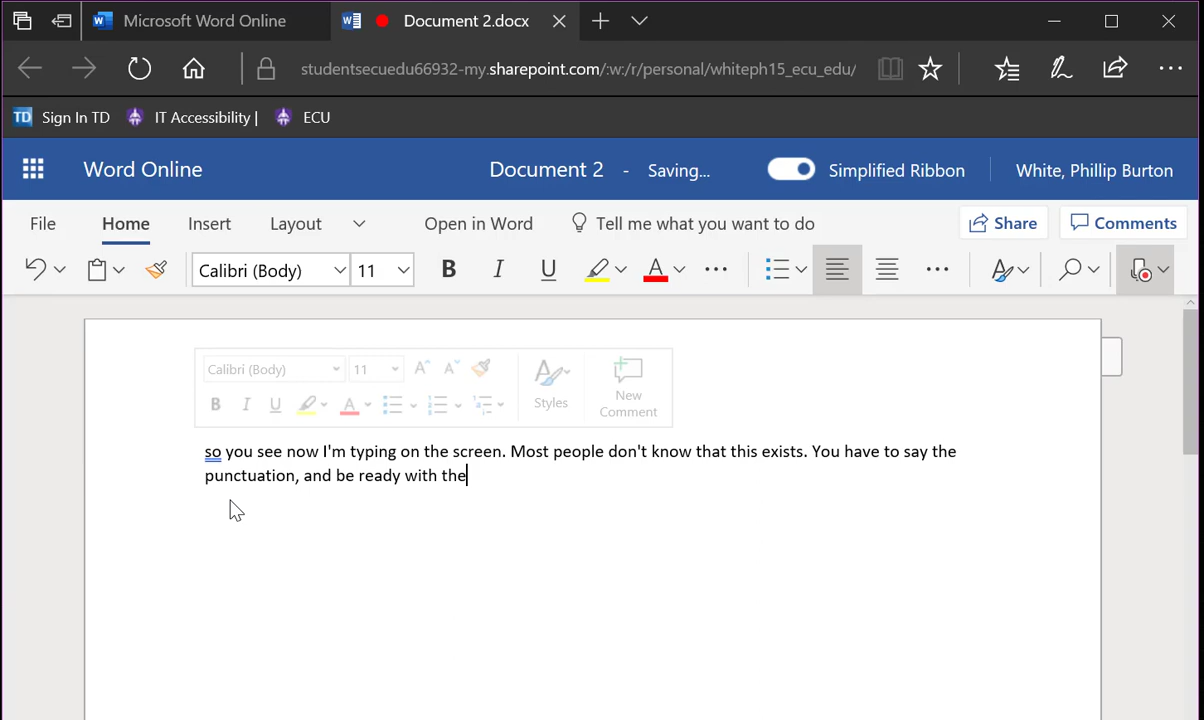 Microsoft Word Online Document 2.docx
studentsecuedu66932-my.sharepoint.com/:w:/r/personal/whiteph15_ecu_edu/
TD Sign In TD IT Accessibility | ECU
Word Online Document 2 - Saving... Simplified Ribbon White, Phillip Burton
File Home Insert Layout Open in Word Tell me what you want to do Share Comments
Calibri (Body) 11 B I U A
Calibri (Body) 11 A A
B I U A Styles New
Comment
so you see now I'm typing on the screen. Most people don't know that this exists. You have to say the
punctuation, and be ready with the